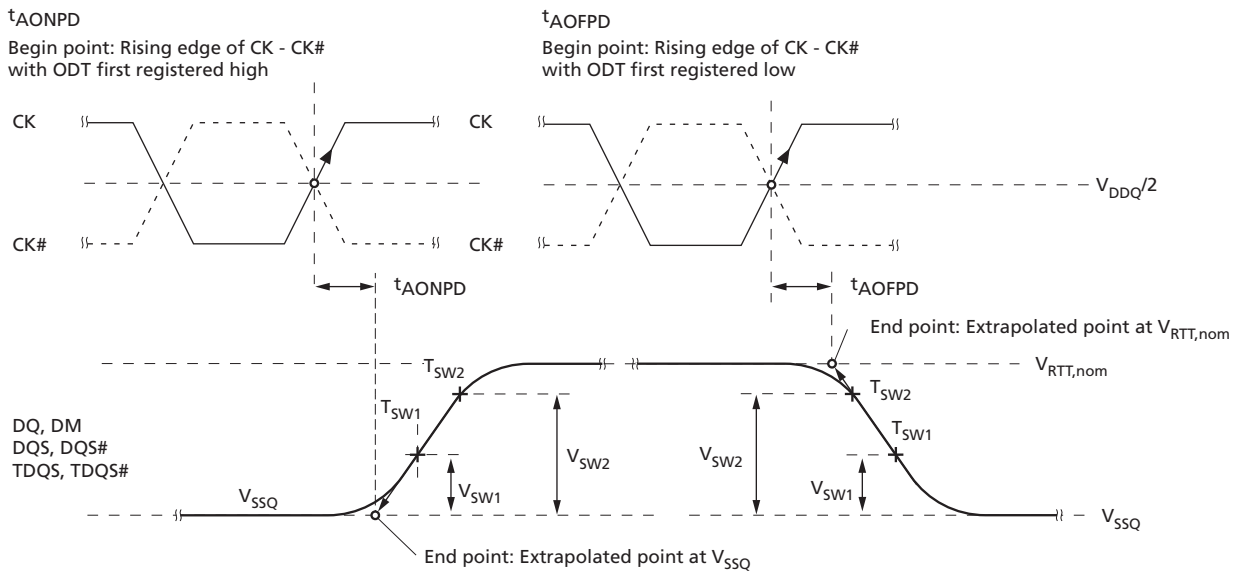 tAONPD
Begin point: Rising edge of CK - CK#
with ODT first registered high
tAOFPD
Begin point: Rising edge of CK - CK#
with ODT first registered low
CK
CK
VDDQ/2
CK#
CK#
tAONPD
tAOFPD
End point: Extrapolated point at VRTT,nom
TSW2
VRTT,nom
TSW2
TSW1
TSW1
DQ, DM
DQS, DQS#
TDQS, TDQS#
VSW2
VSW2
VSW1
VSW1
VSSQ
VSSQ
End point: Extrapolated point at VSSQ